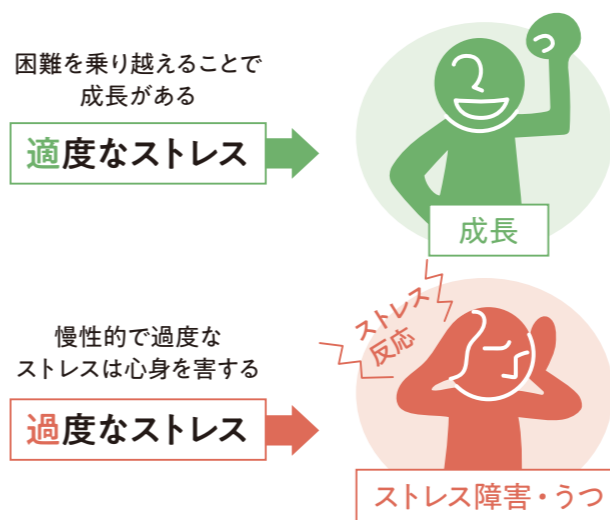 困難を乗り越えることで
成長がある
適度なストレス
成長
ストレス
反応
慢性的で過度な
ストレスは心身を害する
過度なストレス
ストレス障害・うつ